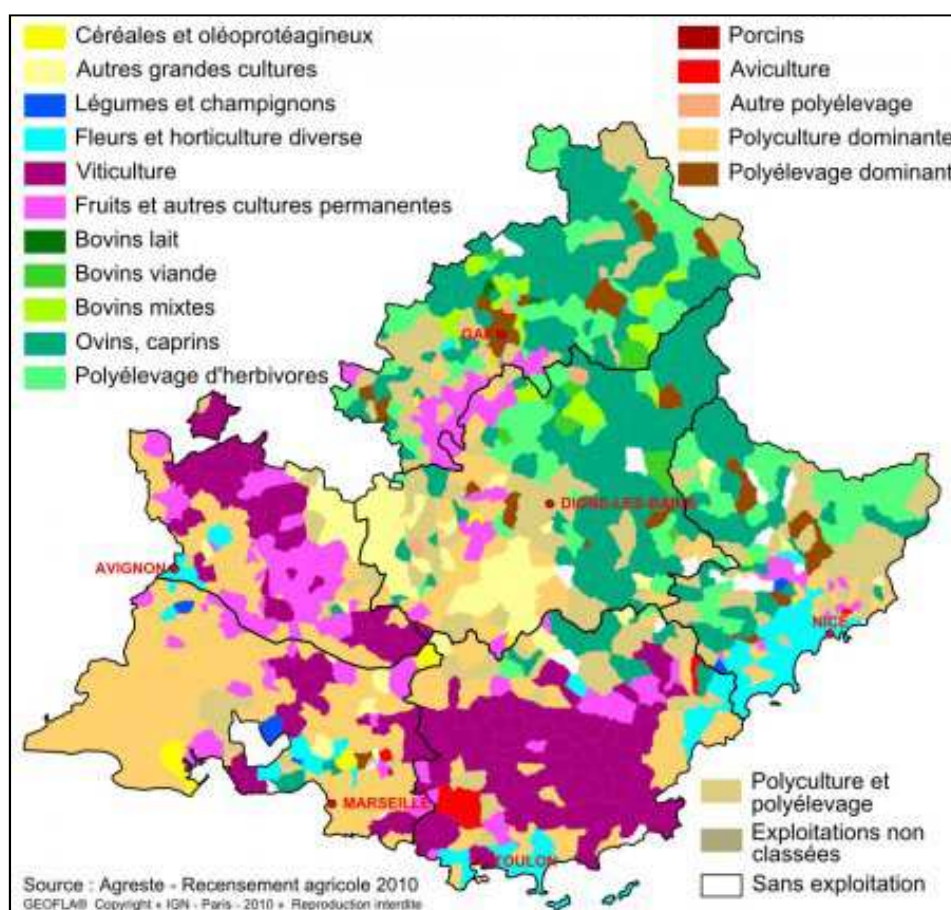 Céréales et oléoprotéagineux
Autres grandes cultures
Légumes et champignons
Fleurs et horticulture diverse
Viticulture
Fruits et autres cultures permanentes
Bovins lait
Bovins viande
Bovins mixtes
Ovins, caprins
Polyélevage d'herbivores
Porcins
Aviculture
Autre polyélevage
Polyculture dominante
Polyélevage dominant
GAP
DIGNE-LES-BAINS
AVIGNON
NICE
MARSEILLE
TOULON
Polyculture et
polyélevage
Exploitations non
classées
Sans exploitation
Source : Agreste - Recensement agricole 2010
GEOFLA® Copyright « IGN - Paris - 2010 » Reproduction interdite